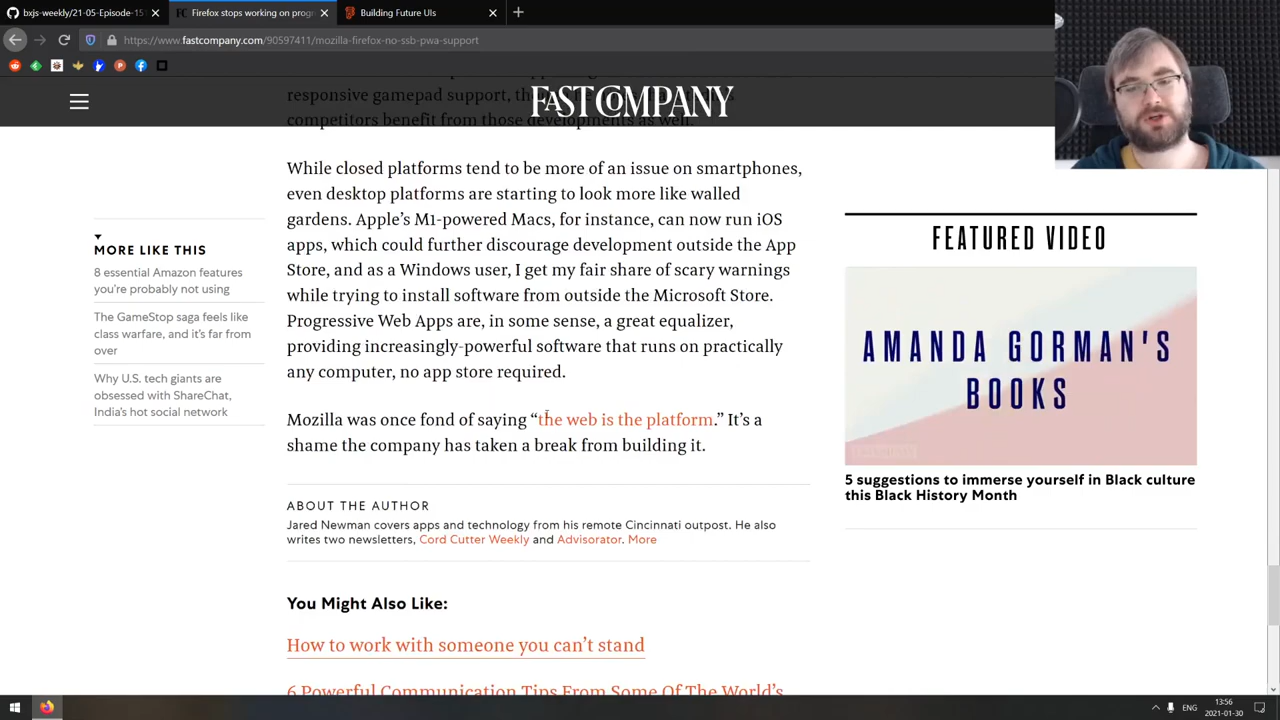 bxjs-weekly/21-05-Episode-15
Firefox stops working on progr
Building Future UIs
https://www.fastcompany.com/90597411/mozilla-firefox-no-ssb-pwa-support
FAST COMPANY
responsive gamepad support, th
competitors benefit from those developments as well.
While closed platforms tend to be more of an issue on smartphones,
even desktop platforms are starting to look more like walled
gardens. Apple’s M1-powered Macs, for instance, can now run iOS
apps, which could further discourage development outside the App
Store, and as a Windows user, I get my fair share of scary warnings
while trying to install software from outside the Microsoft Store.
Progressive Web Apps are, in some sense, a great equalizer,
providing increasingly-powerful software that runs on practically
any computer, no app store required.
Mozilla was once fond of saying “the web is the platform.” It’s a
shame the company has taken a break from building it.
ABOUT THE AUTHOR
Jared Newman covers apps and technology from his remote Cincinnati outpost. He also
writes two newsletters, Cord Cutter Weekly and Advisorator. More
You Might Also Like:
How to work with someone you can’t stand
6 Powerful Communication Tips From Some Of The World’s
MORE LIKE THIS
8 essential Amazon features
you’re probably not using
The GameStop saga feels like
class warfare, and it’s far from
over
Why U.S. tech giants are
obsessed with ShareChat,
India’s hot social network
FEATURED VIDEO
AMANDA GORMAN'S
BOOKS
5 suggestions to immerse yourself in Black culture
this Black History Month
ENG
13:56
2021-01-30